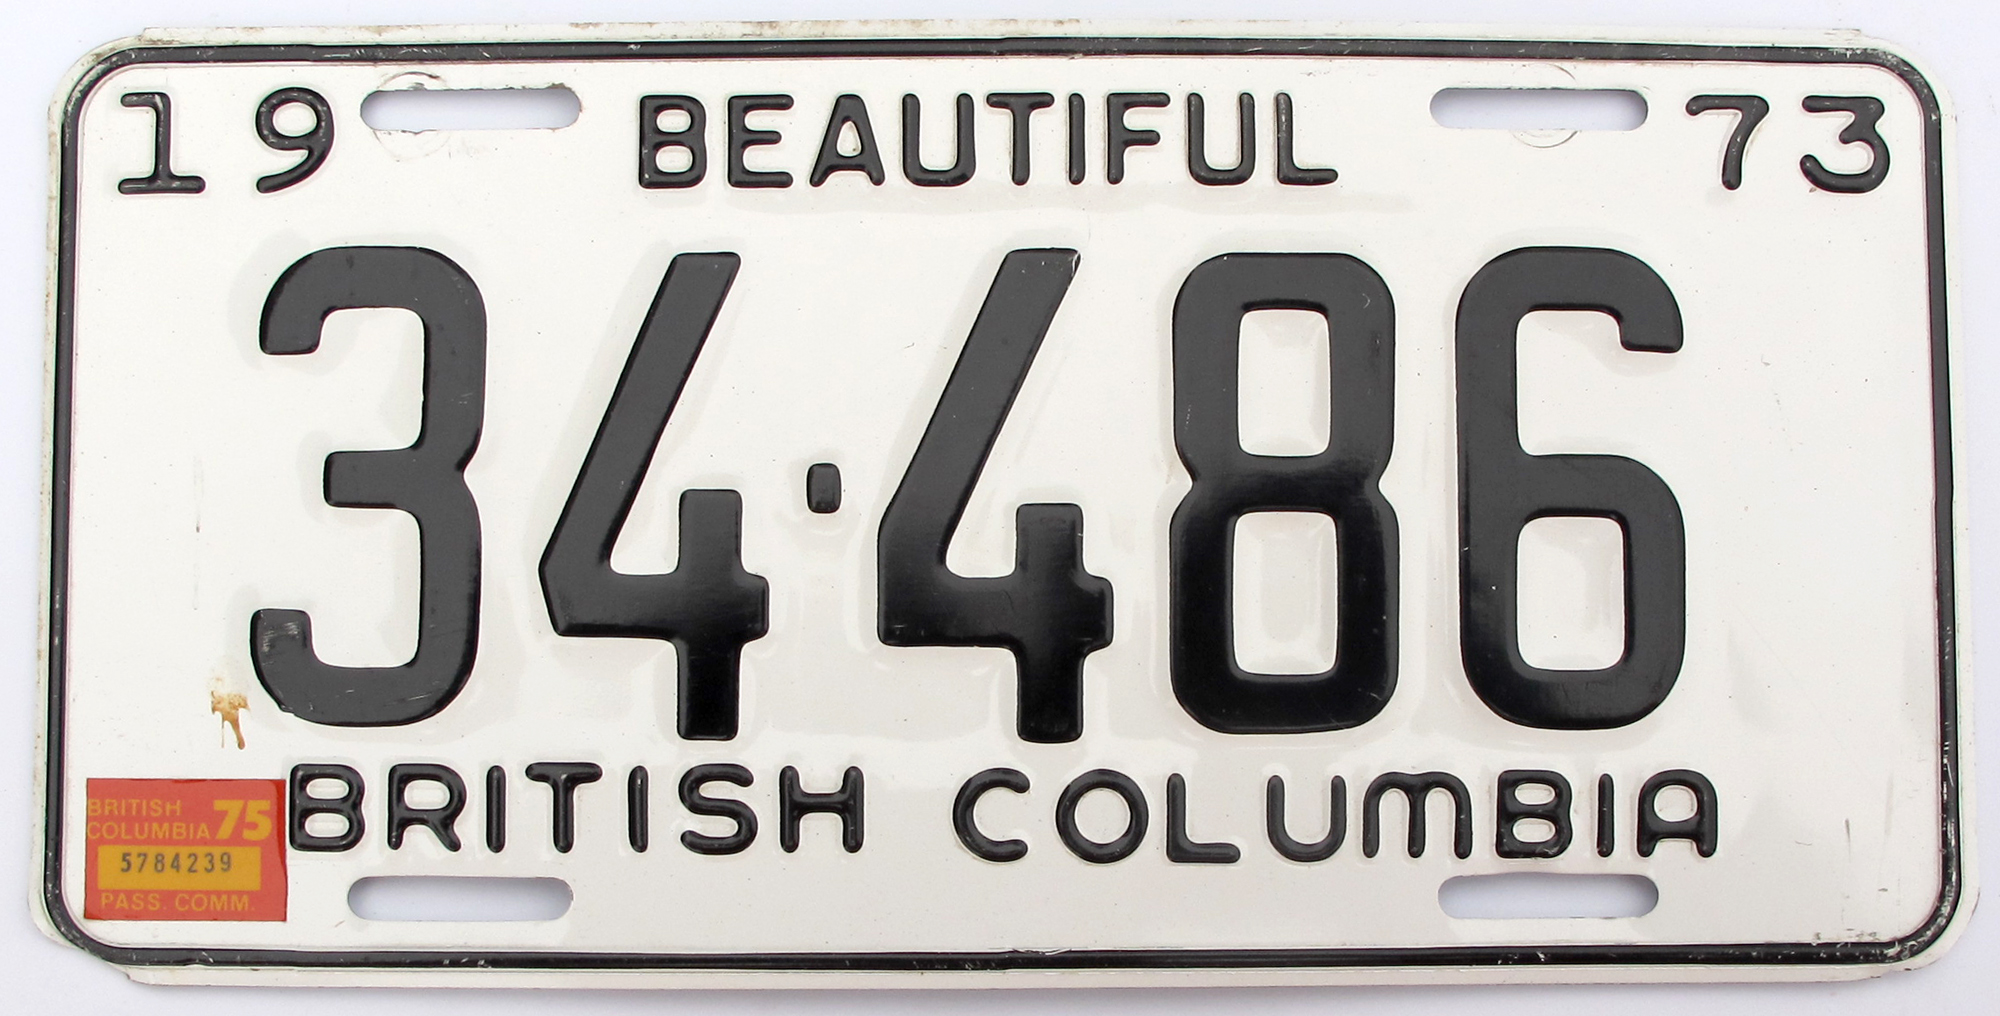 19 BEAUTIFUL 73
34·486
BRITISH COLUMBIA
BRITISH
COLUMBIA 75
5784239
PASS. COMM.